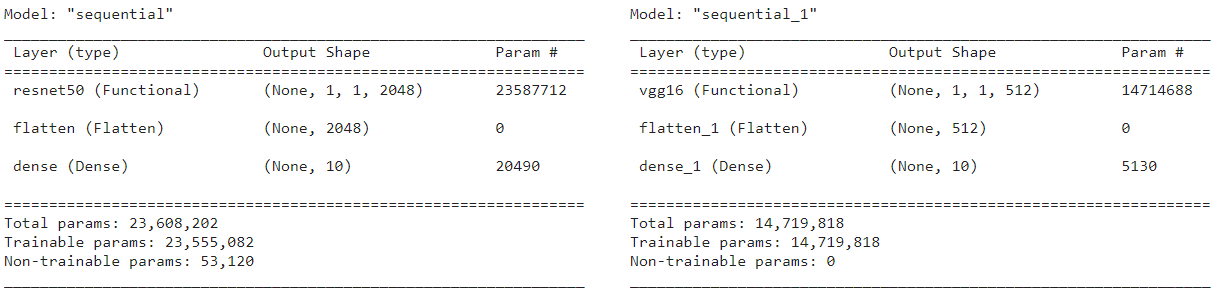 Model: "sequential"
Layer (type) Output Shape Param #
resnet50 (Functional) (None, 1, 1, 2048) 23587712
flatten (Flatten) (None, 2048) 0
dense (Dense) (None, 10) 20490
Total params: 23,608,202
Trainable params: 23,555,082
Non-trainable params: 53,120
Model: "sequential_1"
Layer (type) Output Shape Param #
vgg16 (Functional) (None, 1, 1, 512) 14714688
flatten_1 (Flatten) (None, 512) 0
dense_1 (Dense) (None, 10) 5130
Total params: 14,719,818
Trainable params: 14,719,818
Non-trainable params: 0